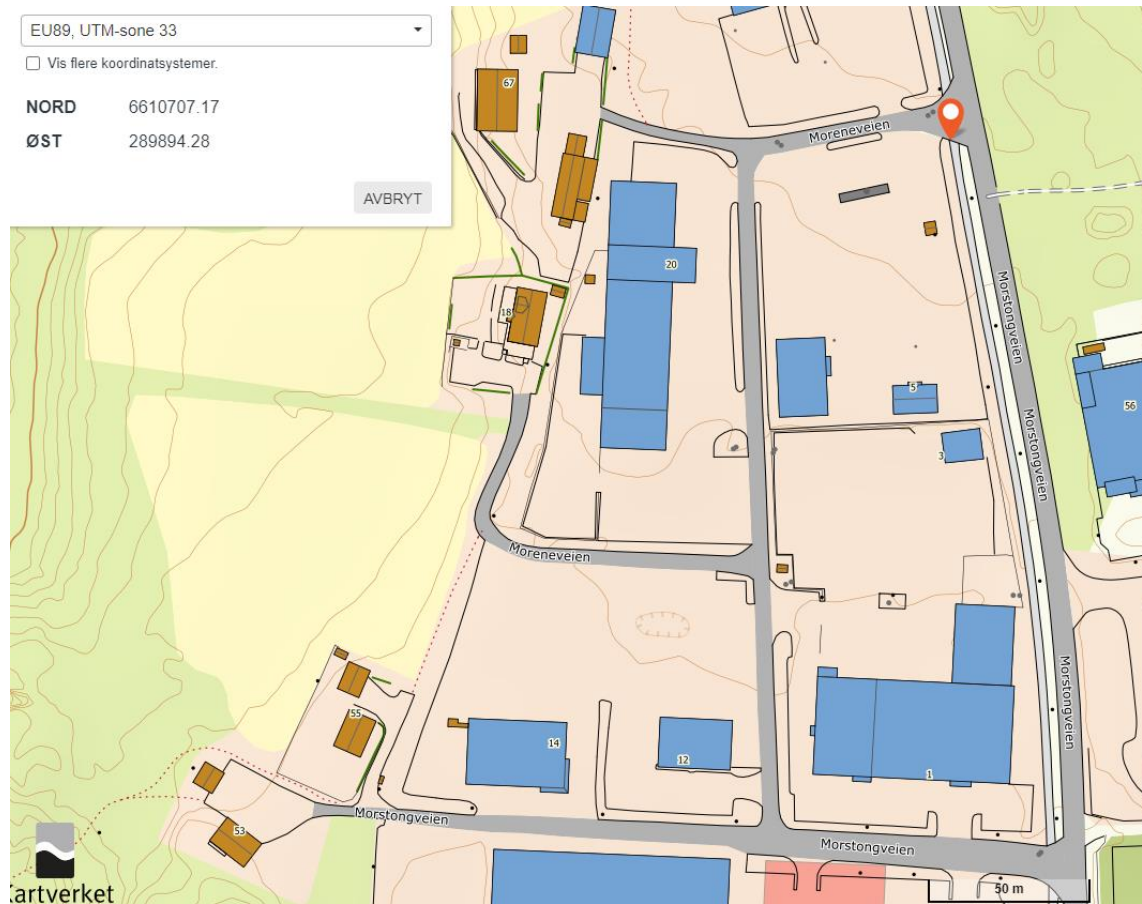 EU89, UTM-sone 33
Vis flere koordinatsystemer.
NORD 6610707.17
ØST 289894.28
AVBRYT
67
Moreneveien
20
18
Morstongveien
5
56
3
Morstongveien
Moreneveien
55
14
12
1
Morstongveien
53
Morstongveien
Morstongveien
50 m
artverket